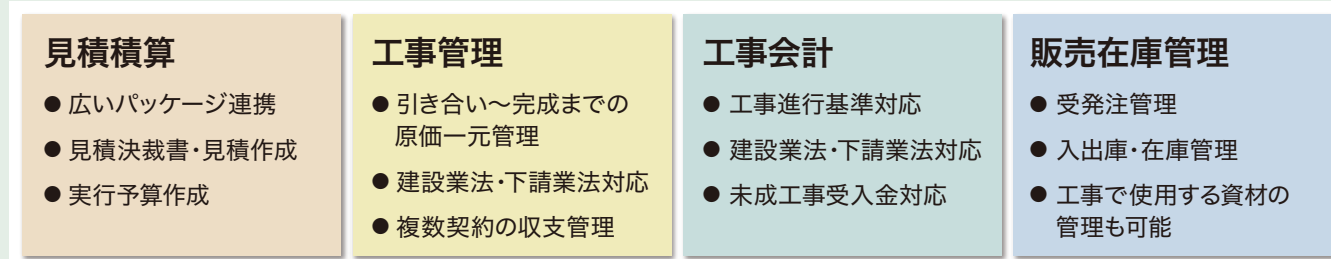 見積積算
● 広いパッケージ連携
● 見積決裁書・見積作成
● 実行予算作成
工事管理
● 引き合い～完成までの
原価一元管理
● 建設業法・下請業法対応
● 複数契約の収支管理
工事会計
● 工事進行基準対応
● 建設業法・下請業法対応
● 未成工事受入金対応
販売在庫管理
● 受発注管理
● 入出庫・在庫管理
● 工事で使用する資材の
管理も可能